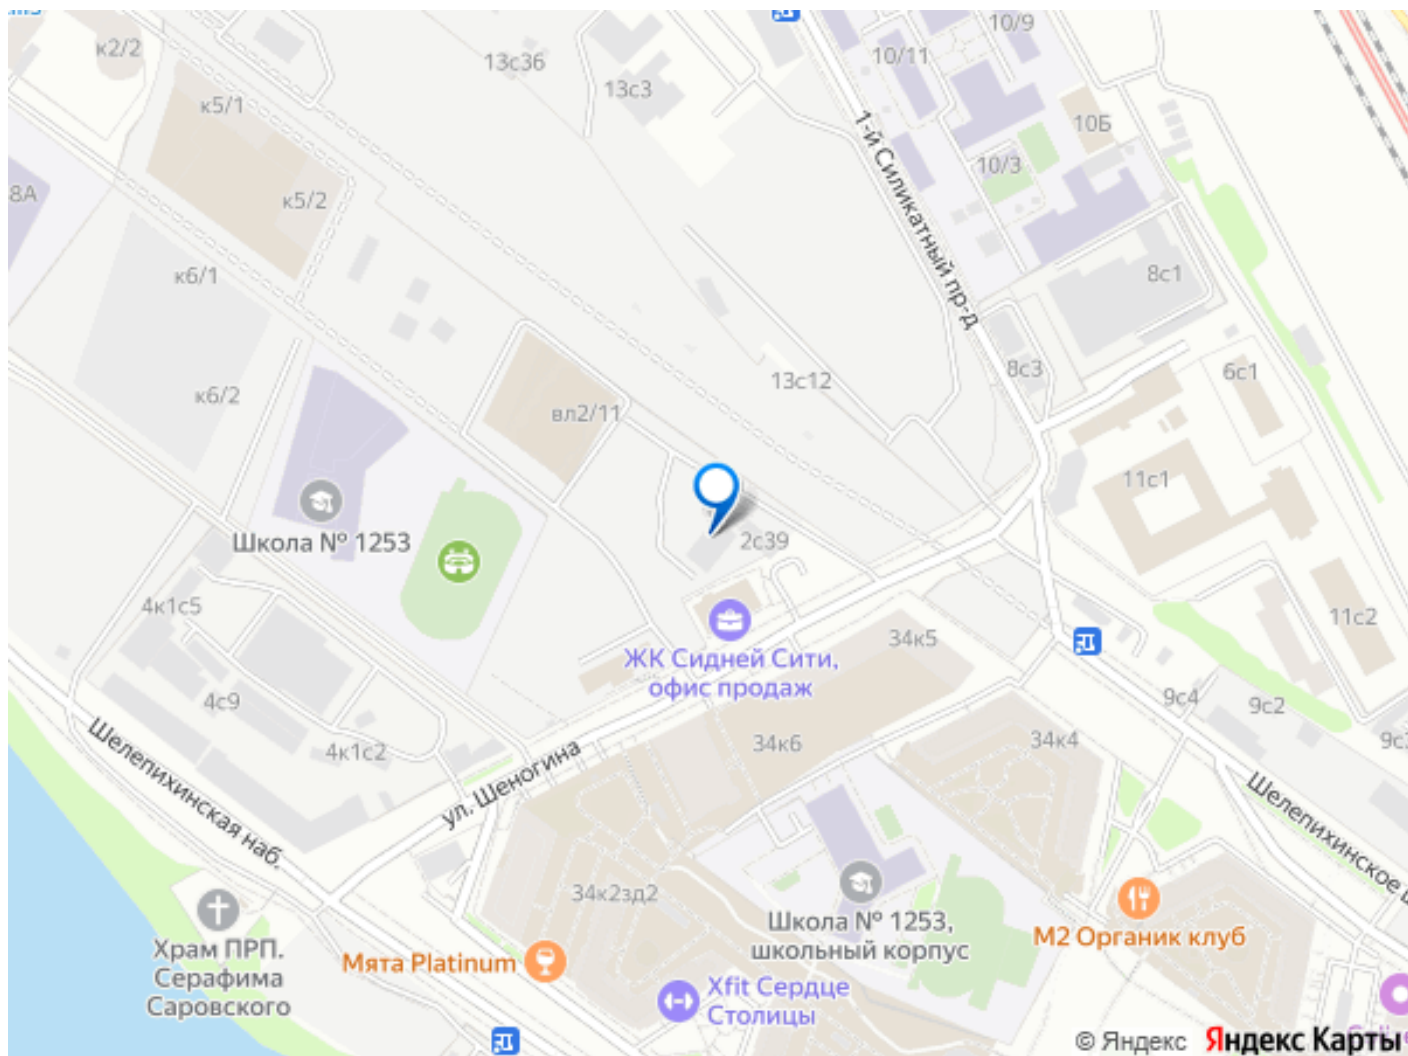 к2/2
13с36
10/9
10/11
к5/1
13с3
10Б
1-й Силикатный пр-д
10/3
8А
к5/2
к6/1
8с1
8с3
6с1
13с12
к6/2
вл2/11
11с1
Школа № 1253
2с39
4к1с5
11с2
34к5
ЖК Сидней Сити,
офис продаж
4с9
9с4
9с2
34к4
34к6
4к1с2
Шелепихинская наб.
ул. Шеногина
Шелепихинское
34к2зд2
Школа № 1253,
школьный корпус
М2 Органик клуб
Храм ПРП.
Серафима
Саровского
Мята Platinum
Xfit Сердце
Столицы
© Яндекс Яндекс Карты